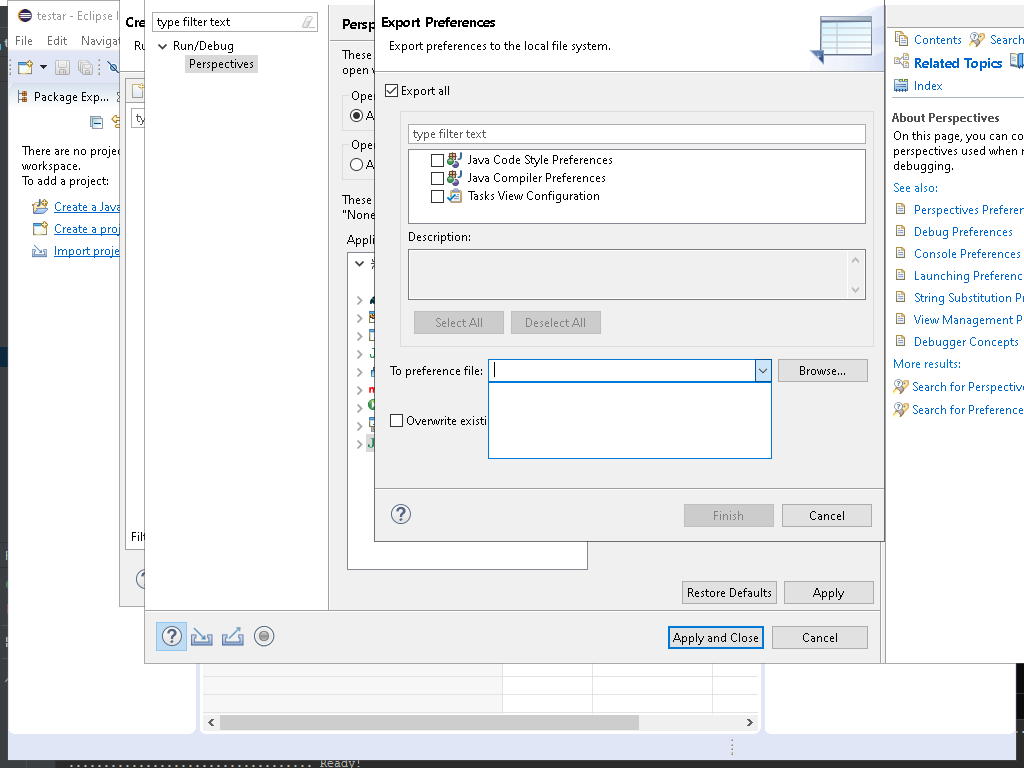 testar - Eclipse I
File Edit Naviga
Package Exp...
There are no proje
workspace.
To add a project:
Create a Java
Create a proj
Import proje
Cre
Ru
ty
Filt
type filter text
Run/Debug
Perspectives
Persp
These
open v
Ope
A
Ope
A
These
"None
Appli
Restore Defaults
Apply
Apply and Close
Cancel
Export Preferences
Export preferences to the local file system.
Export all
type filter text
Java Code Style Preferences
Java Compiler Preferences
Tasks View Configuration
Description:
Select All
Deselect All
To preference file:
Browse...
Overwrite existi
Finish
Cancel
Contents
Search
Related Topics
Index
About Perspectives
On this page, you can co
perspectives used when r
debugging.
See also:
Perspectives Preferen
Debug Preferences
Console Preferences
Launching Preferenc
String Substitution Pr
View Management P
Debugger Concepts
More results:
Search for Perspective
Search for Preference
Ready!